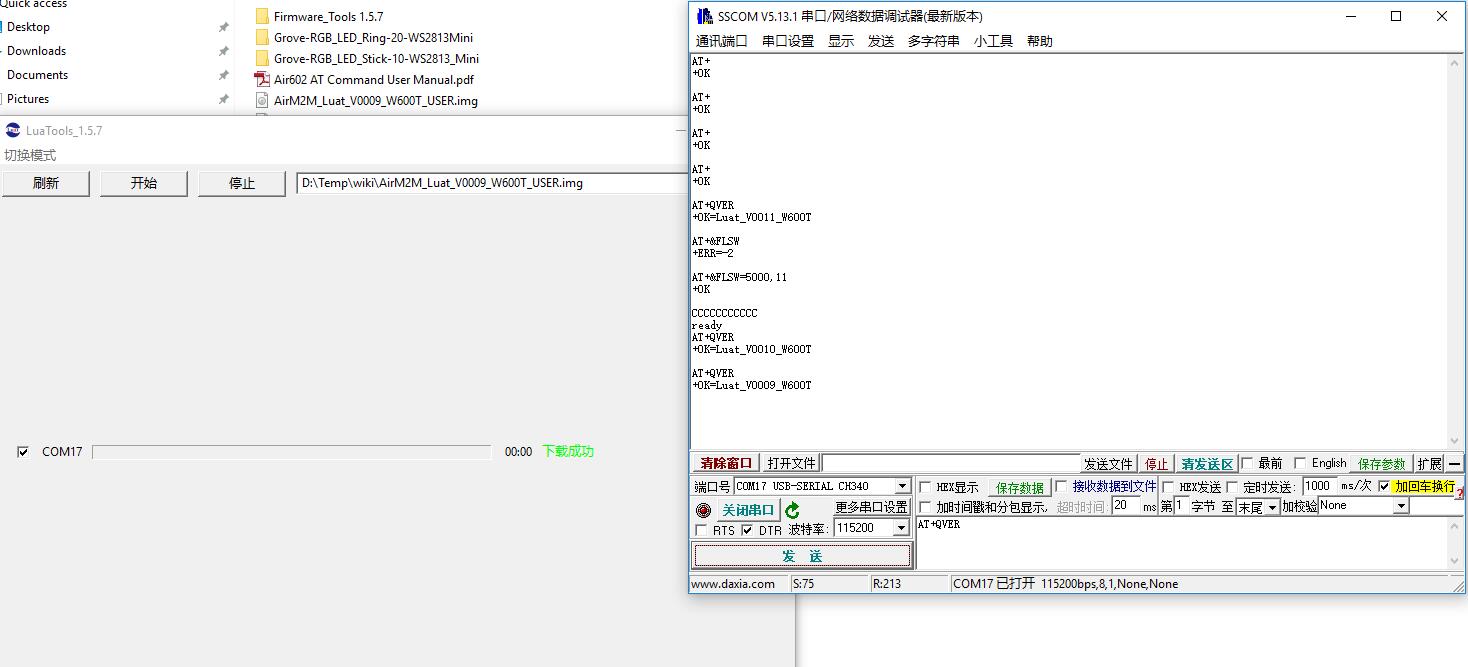 Quick access
Desktop
Downloads
Documents
Pictures
Firmware_Tools 1.5.7
Grove-RGB_LED_Ring-20-WS2813Mini
Grove-RGB_LED_Stick-10-WS2813_Mini
Air602 AT Command User Manual.pdf
AirM2M_Luat_V0009_W600T_USER.img
LuaTools_1.5.7
切换模式
刷新 开始 停止 D:\Temp\wiki\AirM2M_Luat_V0009_W600T_USER.img
COM17 00:00 下载成功
SSCOM V5.13.1 串口/网络数据调试器(最新版本)
通讯端口 串口设置 显示 发送 多字符串 小工具 帮助
AT+
+OK
AT+
+OK
AT+
+OK
AT+
+OK
AT+QVER
+OK=Luat_V0011_W600T
AT+&FLSW
+ERR=-2
AT+&FLSW=5000,11
+OK
CCCCCCCCCCC
ready
AT+QVER
+OK=Luat_V0010_W600T
AT+QVER
+OK=Luat_V0009_W600T
清除窗口 打开文件 发送文件 停止 清发送区 最前 English 保存参数 扩展 —
端口号 COM17 USB-SERIAL CH340 HEX显示 保存数据 接收数据到文件 HEX发送 定时发送: 1000 ms/次 加回车换行
关闭串口 更多串口设置 加时间戳和分包显示, 超时时间: 20 ms 第 1 字节 至 末尾 加校验 None
RTS DTR 波特率: 115200
AT+QVER
发 送
www.daxia.com S:75 R:213 COM17 已打开 115200bps,8,1,None,None